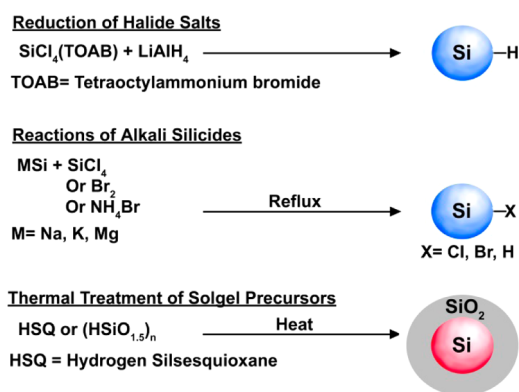 Reduction of Halide Salts
SiCl₄(TOAB) + LiAlH₄
Si –H
TOAB= Tetraoctylammonium bromide
Reactions of Alkali Silicides
MSi + SiCl₄
Or Br₂
Or NH₄Br
Reflux
Si –X
M= Na, K, Mg
X= Cl, Br, H
Thermal Treatment of Solgel Precursors
SiO₂
HSQ or (HSiO₁.₅)ₙ
Heat
Si
HSQ = Hydrogen Silsesquioxane